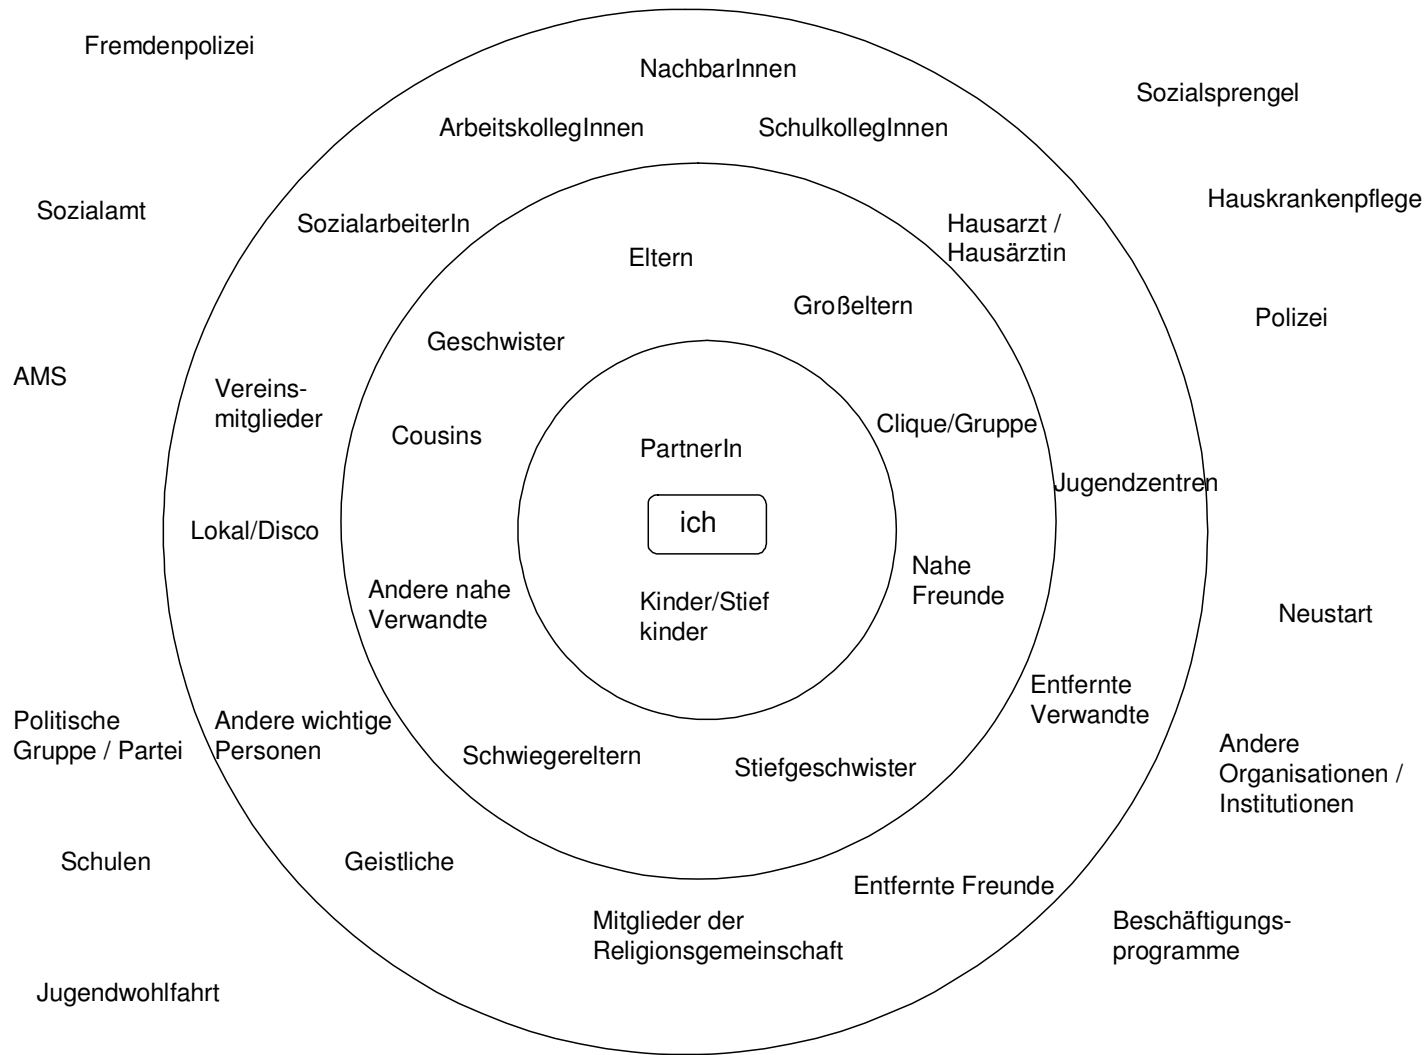 Fremdenpolizei
NachbarInnen
Sozialsprengel
ArbeitskollegInnen
SchulkollegInnen
Hauskrankenpflege
Sozialamt
SozialarbeiterIn
Hausarzt /
Hausärztin
Eltern
Großeltern
Polizei
Geschwister
AMS
Vereins-
mitglieder
Clique/Gruppe
Cousins
PartnerIn
Jugendzentren
ich
Lokal/Disco
Nahe
Freunde
Andere nahe
Verwandte
Kinder/Stief
kinder
Neustart
Entfernte
Verwandte
Politische
Gruppe / Partei
Andere wichtige
Personen
Schwiegereltern
Stiefgeschwister
Andere
Organisationen /
Institutionen
Schulen
Geistliche
Entfernte Freunde
Mitglieder der
Religionsgemeinschaft
Beschäftigungs-
programme
Jugendwohlfahrt